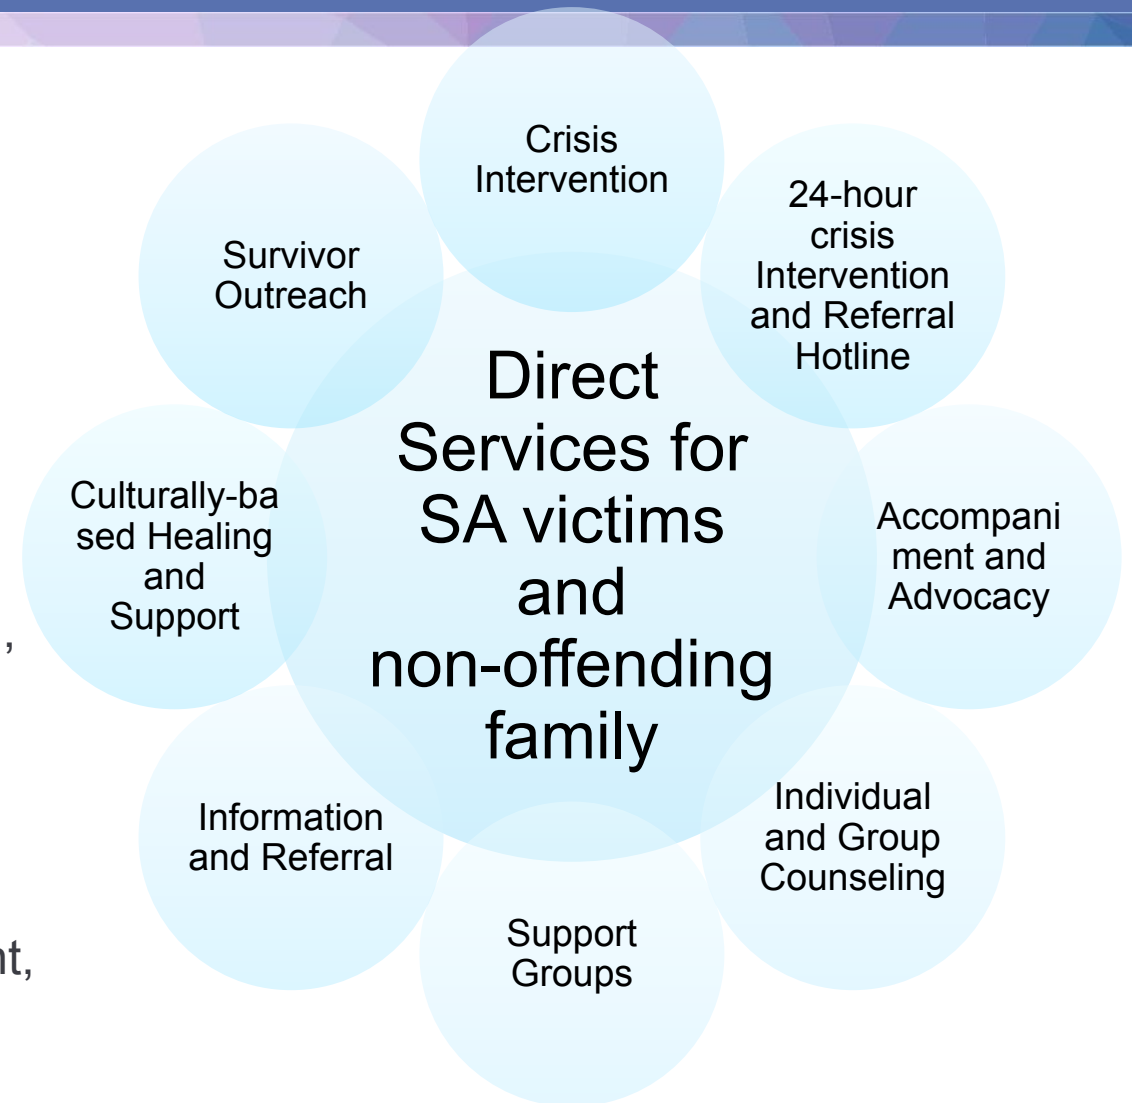 Crisis
Intervention
24-hour
crisis
Intervention
and Referral
Hotline
Accompani
ment and
Advocacy
Individual
and Group
Counseling
Support
Groups
Information
and Referral
Culturally-ba
sed Healing
and
Support
Survivor
Outreach
Direct
Services for
SA victims
and
non-offending
family
,